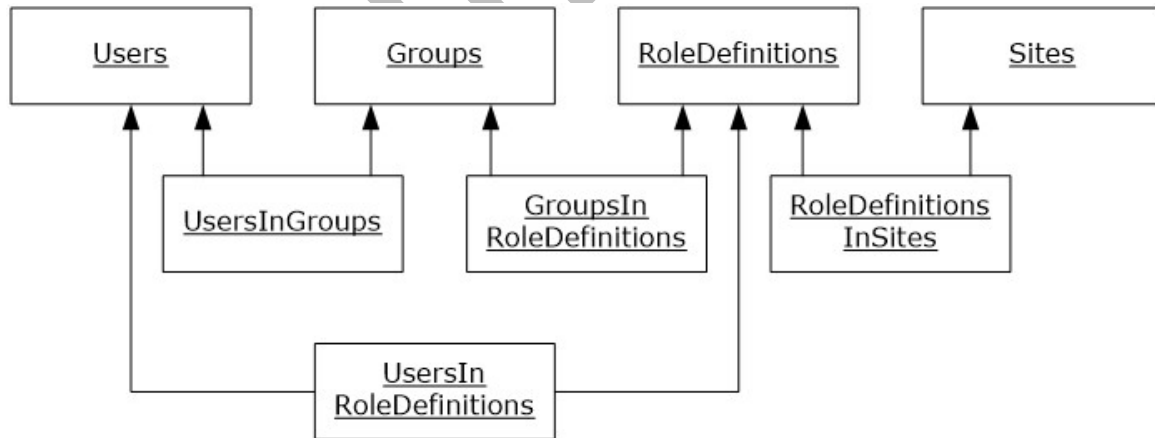 Users
Groups
RoleDefinitions
Sites
UsersInGroups
GroupsIn
RoleDefinitions
RoleDefinitions
InSites
UsersIn
RoleDefinitions